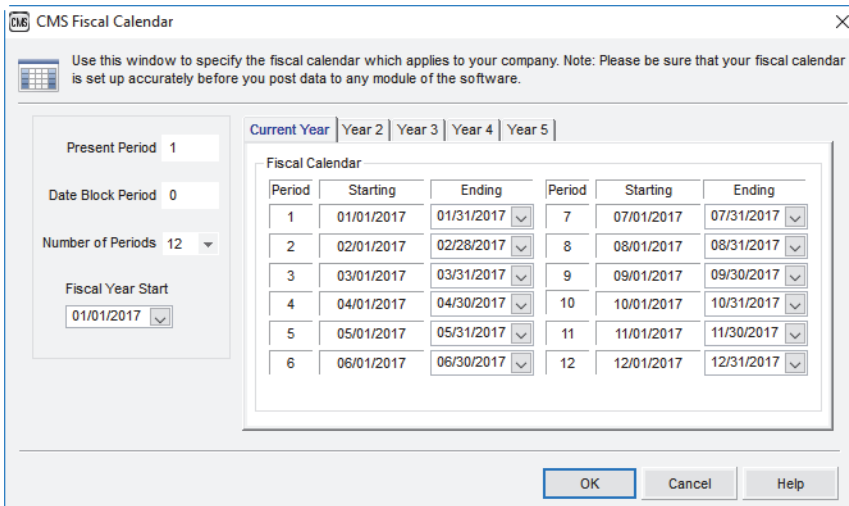 CMS CMS Fiscal Calendar
Use this window to specify the fiscal calendar which applies to your company. Note: Please be sure that your fiscal calendar
is set up accurately before you post data to any module of the software.
Present Period 1
Date Block Period 0
Number of Periods 12
Fiscal Year Start
01/01/2017
Current Year Year 2 Year 3 Year 4 Year 5
Fiscal Calendar
Period Starting Ending Period Starting Ending
1 01/01/2017 01/31/2017 7 07/01/2017 07/31/2017
2 02/01/2017 02/28/2017 8 08/01/2017 08/31/2017
3 03/01/2017 03/31/2017 9 09/01/2017 09/30/2017
4 04/01/2017 04/30/2017 10 10/01/2017 10/31/2017
5 05/01/2017 05/31/2017 11 11/01/2017 11/30/2017
6 06/01/2017 06/30/2017 12 12/01/2017 12/31/2017
OK Cancel Help